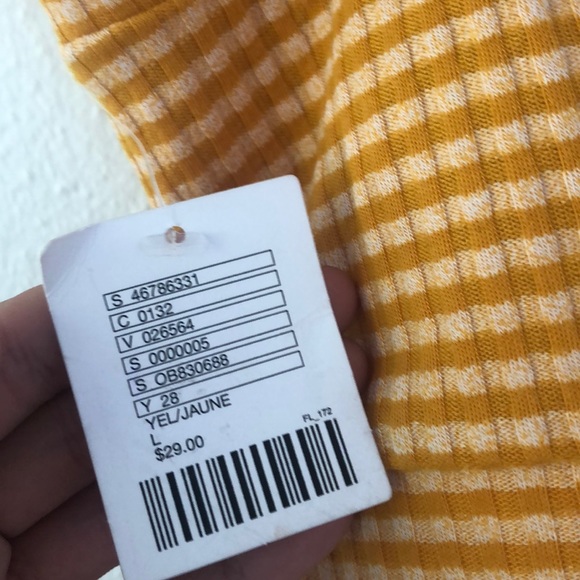 S 46786331
C 0132
V 026564
S 0000005
S OB830688
Y 28
YEL/JAUNE
L
$29.00
FL_172